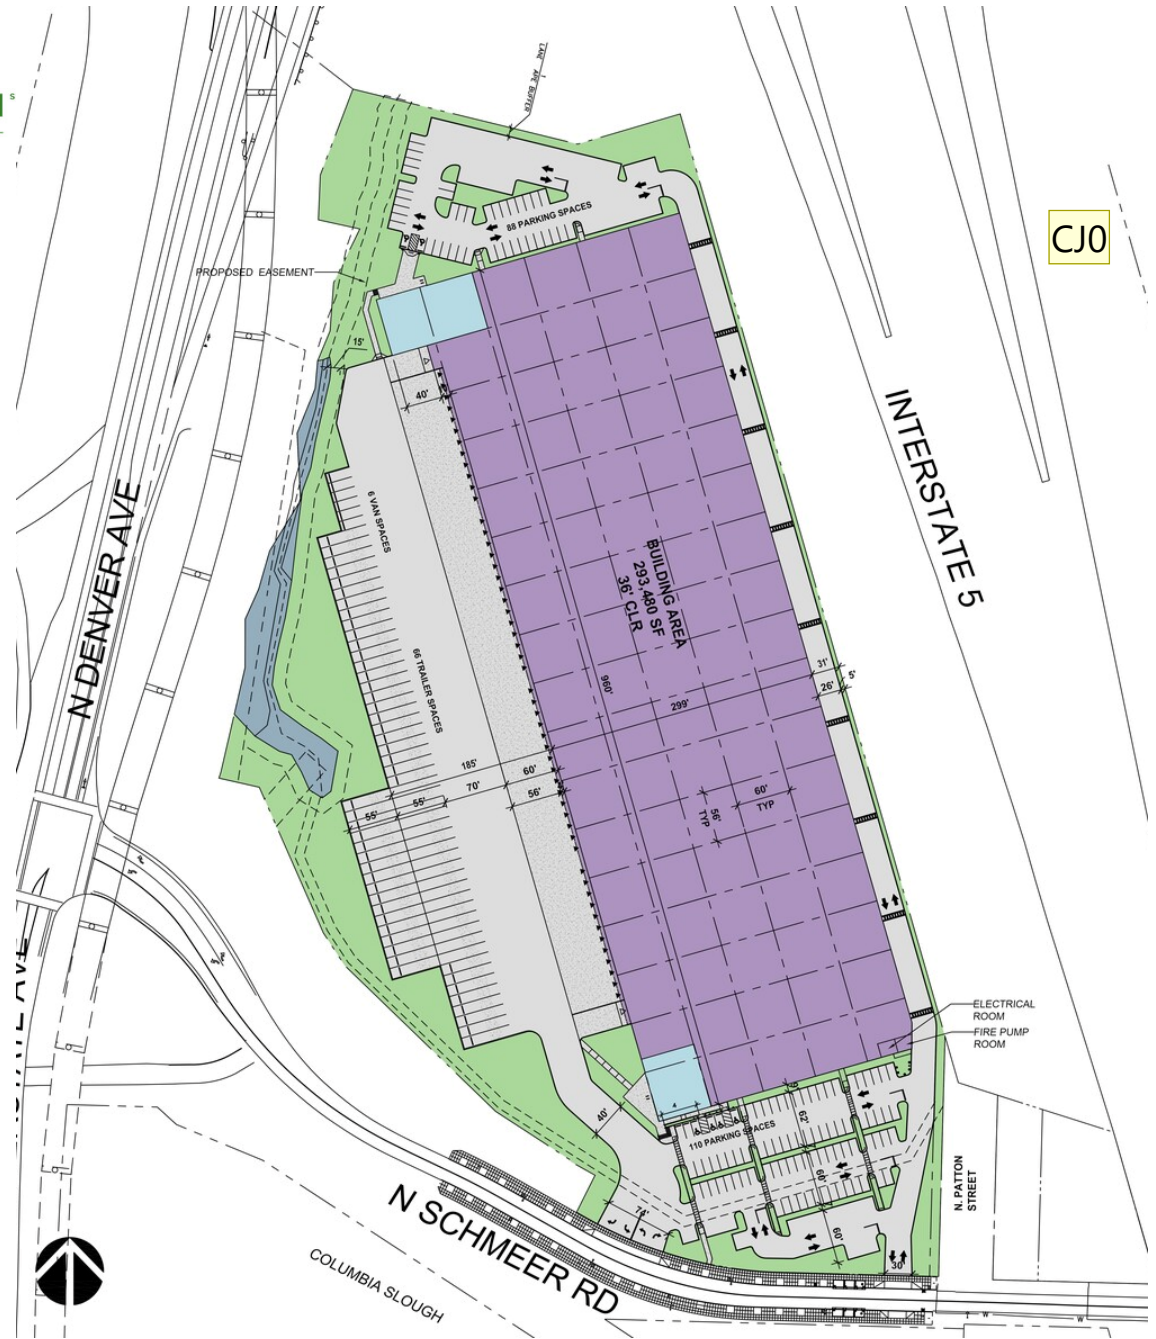 S
LANE APE BUFFER
CJ0
88 PARKING SPACES
PROPOSED EASEMENT
15'
40'
INTERSTATE 5
6 VAN SPACES
N DENVER AVE
BUILDING AREA
293,480 SF
36' CLR
66 TRAILER SPACES
960'
299'
31'
5'
26'
185'
60'
70'
56'
55'
55'
60'
TYP
56'
TYP
ELECTRICAL
ROOM
FIRE PUMP
ROOM
40'
62'
110 PARKING SPACES
60'
N. PATTON
STREET
74'
60'
30'
N SCHMEER RD
COLUMBIA SLOUGH